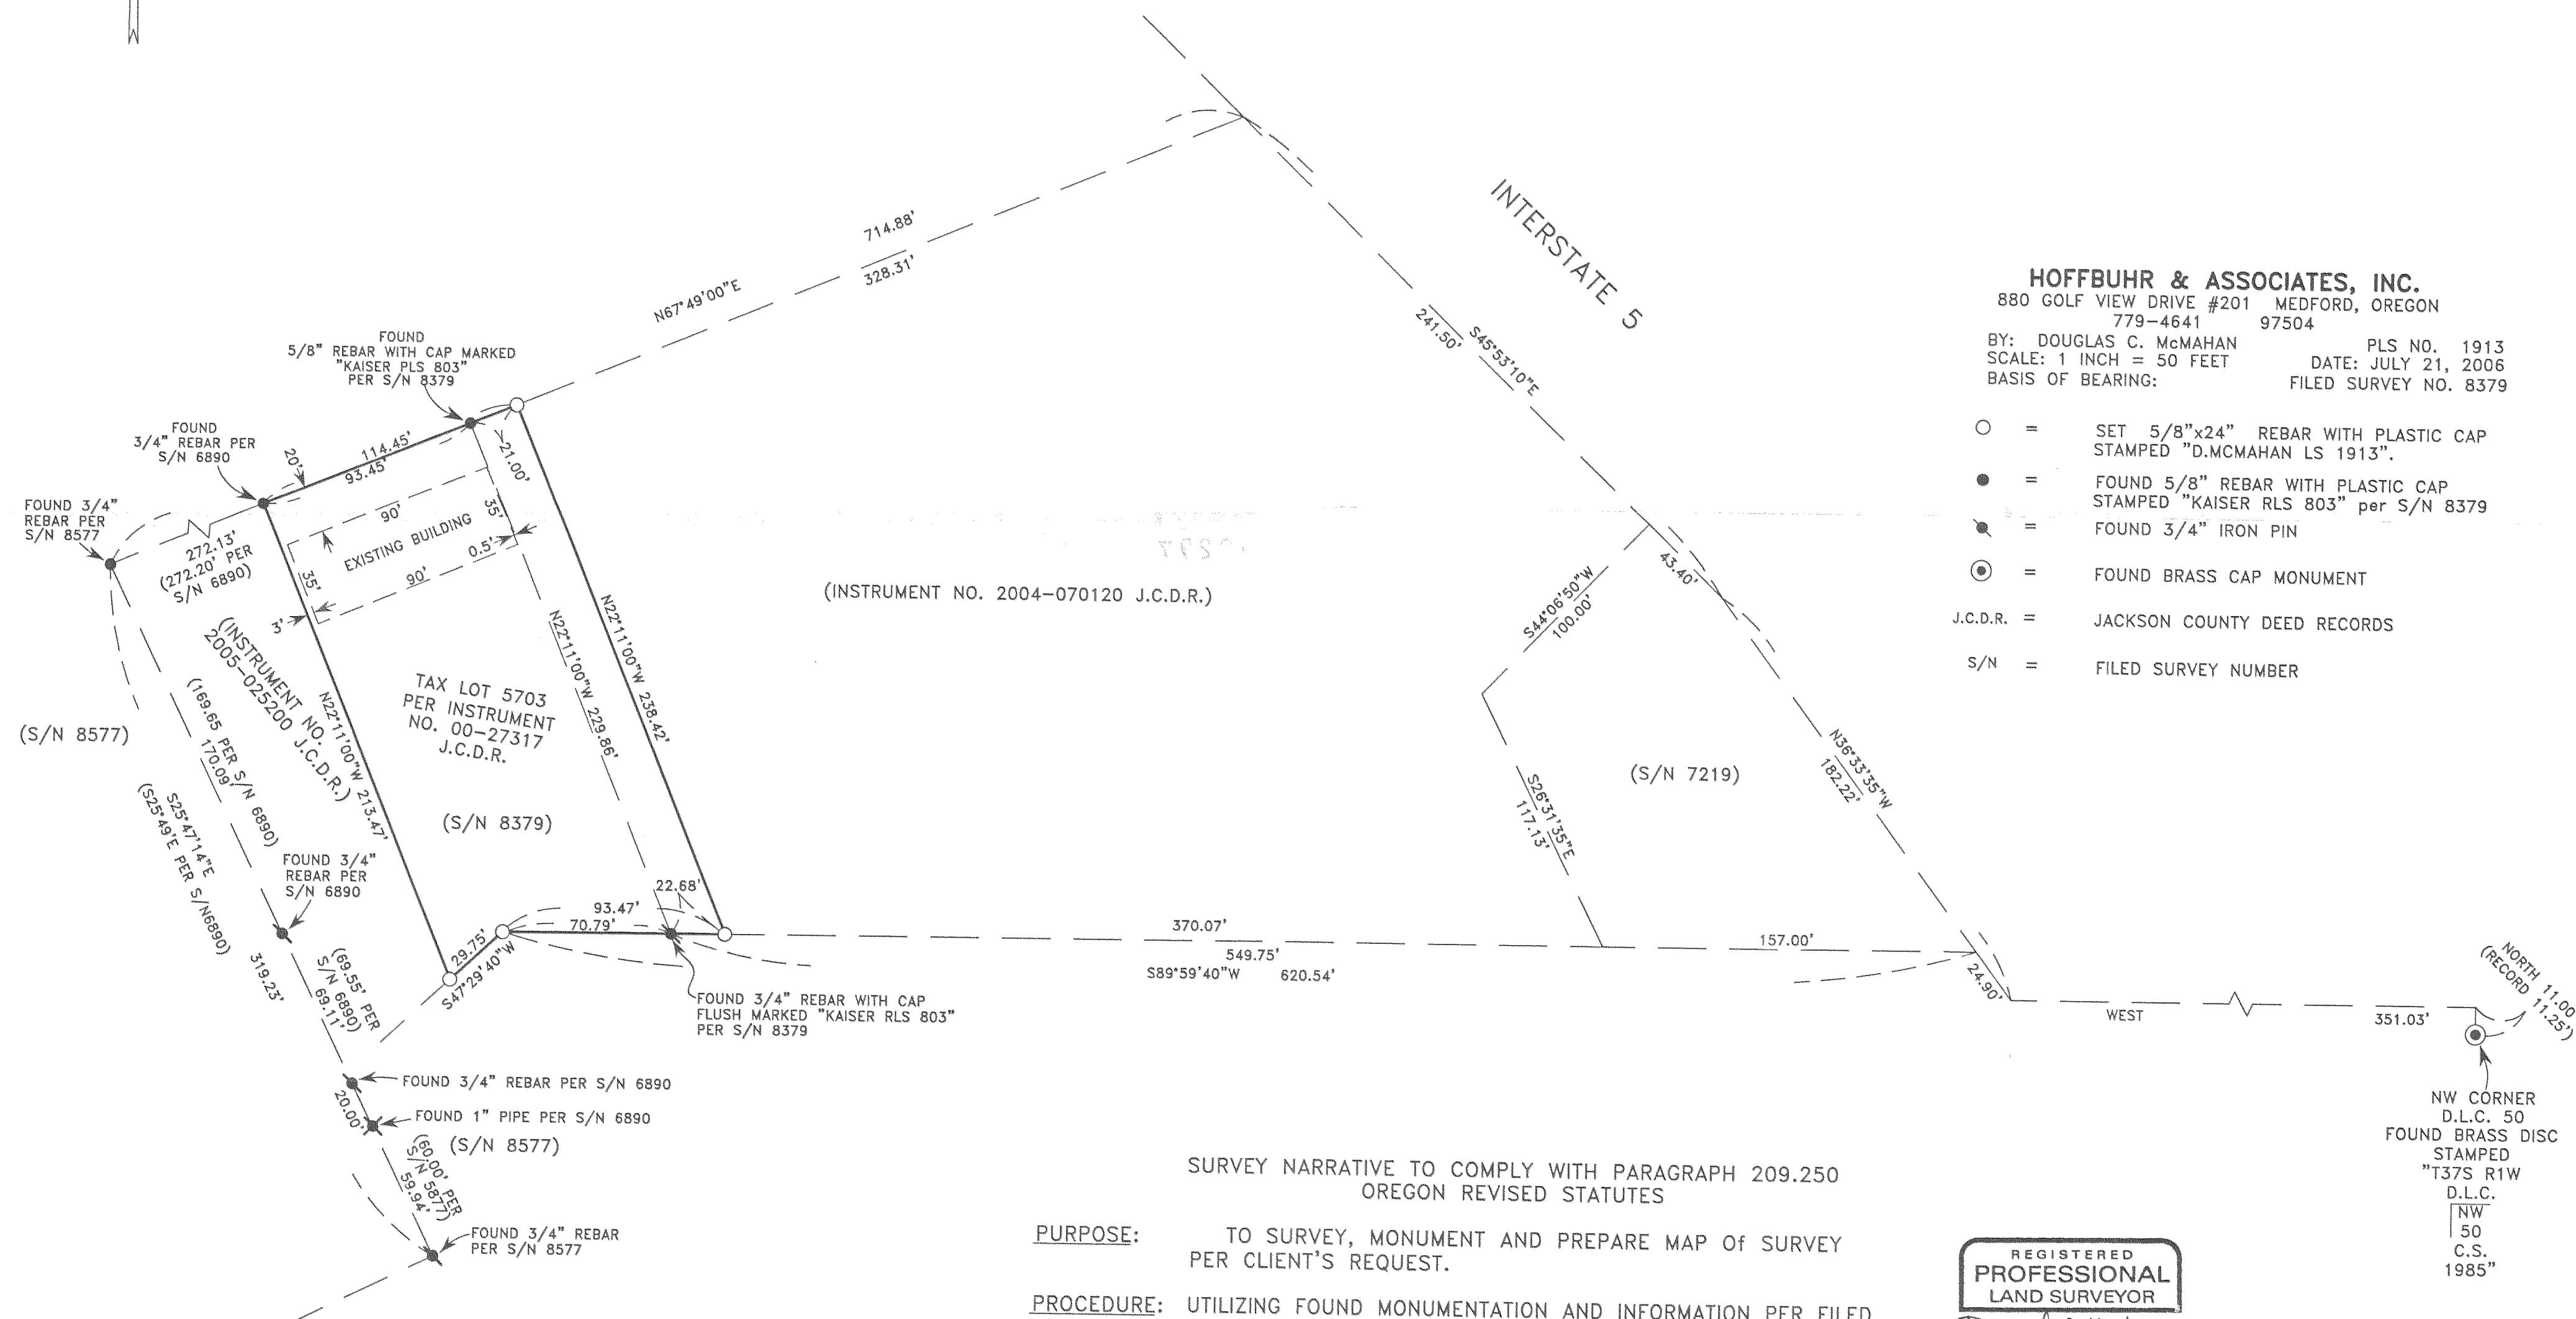 INTERSTATE 5
714.88'
328.31'
N67°49'00"E
S45°53'10"E
241.50'
FOUND
5/8" REBAR WITH CAP MARKED
"KAISER PLS 803"
PER S/N 8379
FOUND
3/4" REBAR PER
S/N 6890
FOUND 3/4"
REBAR PER
S/N 8577
20'
114.45'
93.45'
21.00'
90'
35'
EXISTING BUILDING
0.5'
90'
35'
3'
272.13'
(272.20' PER
S/N 6890)
(INSTRUMENT NO.
2005-025200 J.C.D.R.)
N22°11'00"W 213.47'
N22°11'00"W 229.86'
N22°11'00"W 238.42'
TAX LOT 5703
PER INSTRUMENT
NO. 00-27317
J.C.D.R.
(S/N 8379)
(S/N 8577)
(169.65 PER S/N 6890)
170.09'
S25°47'14"E
(S25°49'E PER S/N6890)
319.23'
FOUND 3/4"
REBAR PER
S/N 6890
(69.55' PER
S/N 6890)
69.11'
29.75'
S47°29'40"W
93.47'
70.79'
22.68'
FOUND 3/4" REBAR WITH CAP
FLUSH MARKED "KAISER RLS 803"
PER S/N 8379
FOUND 3/4" REBAR PER S/N 6890
20.00'
FOUND 1" PIPE PER S/N 6890
(S/N 8577)
(60.00' PER
S/N 5877)
59.94'
FOUND 3/4" REBAR
PER S/N 8577
(INSTRUMENT NO. 2004-070120 J.C.D.R.)
S44°06'50"W
100.00'
43.40'
S26°31'35"E
117.13'
(S/N 7219)
N36°33'35"W
182.22'
370.07'
549.75'
S89°59'40"W 620.54'
157.00'
24.90'
WEST
351.03'
NORTH 11.00
(RECORD 11.25')
NW CORNER
D.L.C. 50
FOUND BRASS DISC
STAMPED
"T37S R1W
D.L.C.
NW
50
C.S.
1985"
HOFFBUHR & ASSOCIATES, INC.
880 GOLF VIEW DRIVE #201 MEDFORD, OREGON
779-4641 97504
BY: DOUGLAS C. McMAHAN PLS NO. 1913
SCALE: 1 INCH = 50 FEET DATE: JULY 21, 2006
BASIS OF BEARING: FILED SURVEY NO. 8379
= SET 5/8"x24" REBAR WITH PLASTIC CAP
STAMPED "D.MCMAHAN LS 1913".
= FOUND 5/8" REBAR WITH PLASTIC CAP
STAMPED "KAISER RLS 803" per S/N 8379
= FOUND 3/4" IRON PIN
= FOUND BRASS CAP MONUMENT
J.C.D.R. = JACKSON COUNTY DEED RECORDS
S/N = FILED SURVEY NUMBER
SURVEY NARRATIVE TO COMPLY WITH PARAGRAPH 209.250
OREGON REVISED STATUTES
PURPOSE: TO SURVEY, MONUMENT AND PREPARE MAP Of SURVEY
PER CLIENT'S REQUEST.
PROCEDURE: UTILIZING FOUND MONUMENTATION AND INFORMATION PER FILED
REGISTERED
PROFESSIONAL
LAND SURVEYOR